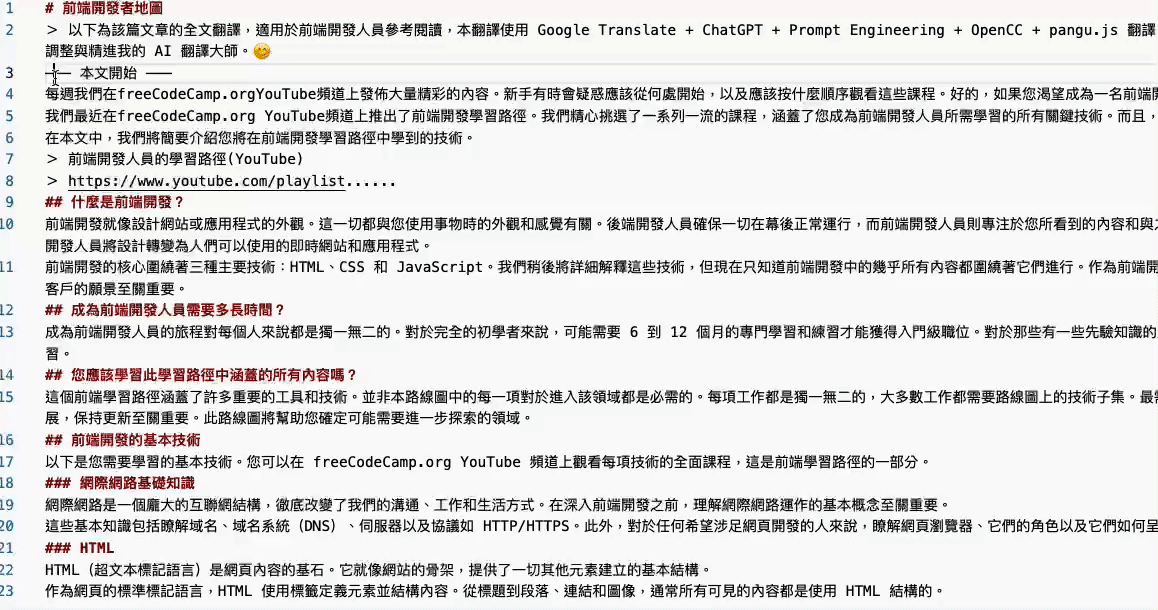 1 # 前端開發者地圖
2 > 以下為該篇文章的全文翻譯，適用於前端開發人員參考閱讀，本翻譯使用 Google Translate + ChatGPT + Prompt Engineering + OpenCC + pangu.js 翻譯
調整與精進我的 AI 翻譯大師。😊
3 —— 本文開始 ——
4 每週我們在freeCodeCamp.orgYouTube頻道上發佈大量精彩的內容。新手有時會疑惑應該從何處開始，以及應該按什麼順序觀看這些課程。好的，如果您渴望成為一名前端開
5 我們最近在freeCodeCamp.org YouTube頻道上推出了前端開發學習路徑。我們精心挑選了一系列一流的課程，涵蓋了您成為前端開發人員所需學習的所有關鍵技術。而且，
6 在本文中，我們將簡要介紹您將在前端開發學習路徑中學到的技術。
7 > 前端開發人員的學習路徑(YouTube)
8 > https://www.youtube.com/playlist......
9 ## 什麼是前端開發？
10 前端開發就像設計網站或應用程式的外觀。這一切都與您使用事物時的外觀和感覺有關。後端開發人員確保一切在幕後正常運行，而前端開發人員則專注於您所看到的內容和與
開發人員將設計轉變為人們可以使用的即時網站和應用程式。
11 前端開發的核心圍繞著三種主要技術：HTML、CSS 和 JavaScript。我們稍後將詳細解釋這些技術，但現在只知道前端開發中的幾乎所有內容都圍繞著它們進行。作為前端開
客戶的願景至關重要。
12 ## 成為前端開發人員需要多長時間？
13 成為前端開發人員的旅程對每個人來說都是獨一無二的。對於完全的初學者來說，可能需要 6 到 12 個月的專門學習和練習才能獲得入門級職位。對於那些有一些先驗知識的
習。
14 ## 您應該學習此學習路徑中涵蓋的所有內容嗎？
15 這個前端學習路徑涵蓋了許多重要的工具和技術。並非本路線圖中的每一項對於進入該領域都是必需的。每項工作都是獨一無二的，大多數工作都需要路線圖上的技術子集。最
展，保持更新至關重要。此路線圖將幫助您確定可能需要進一步探索的領域。
16 ## 前端開發的基本技術
17 以下是您需要學習的基本技術。您可以在 freeCodeCamp.org YouTube 頻道上觀看每項技術的全面課程，這是前端學習路徑的一部分。
18 ### 網際網路基礎知識
19 網際網路是一個龐大的互聯網結構，徹底改變了我們的溝通、工作和生活方式。在深入前端開發之前，理解網際網路運作的基本概念至關重要。
20 這些基本知識包括瞭解域名、域名系統（DNS）、伺服器以及協議如 HTTP/HTTPS。此外，對於任何希望涉足網頁開發的人來說，瞭解網頁瀏覽器、它們的角色以及它們如何呈
21 ### HTML
22 HTML（超文本標記語言）是網頁內容的基石。它就像網站的骨架，提供了一切其他元素建立的基本結構。
23 作為網頁的標準標記語言，HTML 使用標籤定義元素並結構內容。從標題到段落、連結和圖像，通常所有可見的內容都是使用 HTML 結構的。